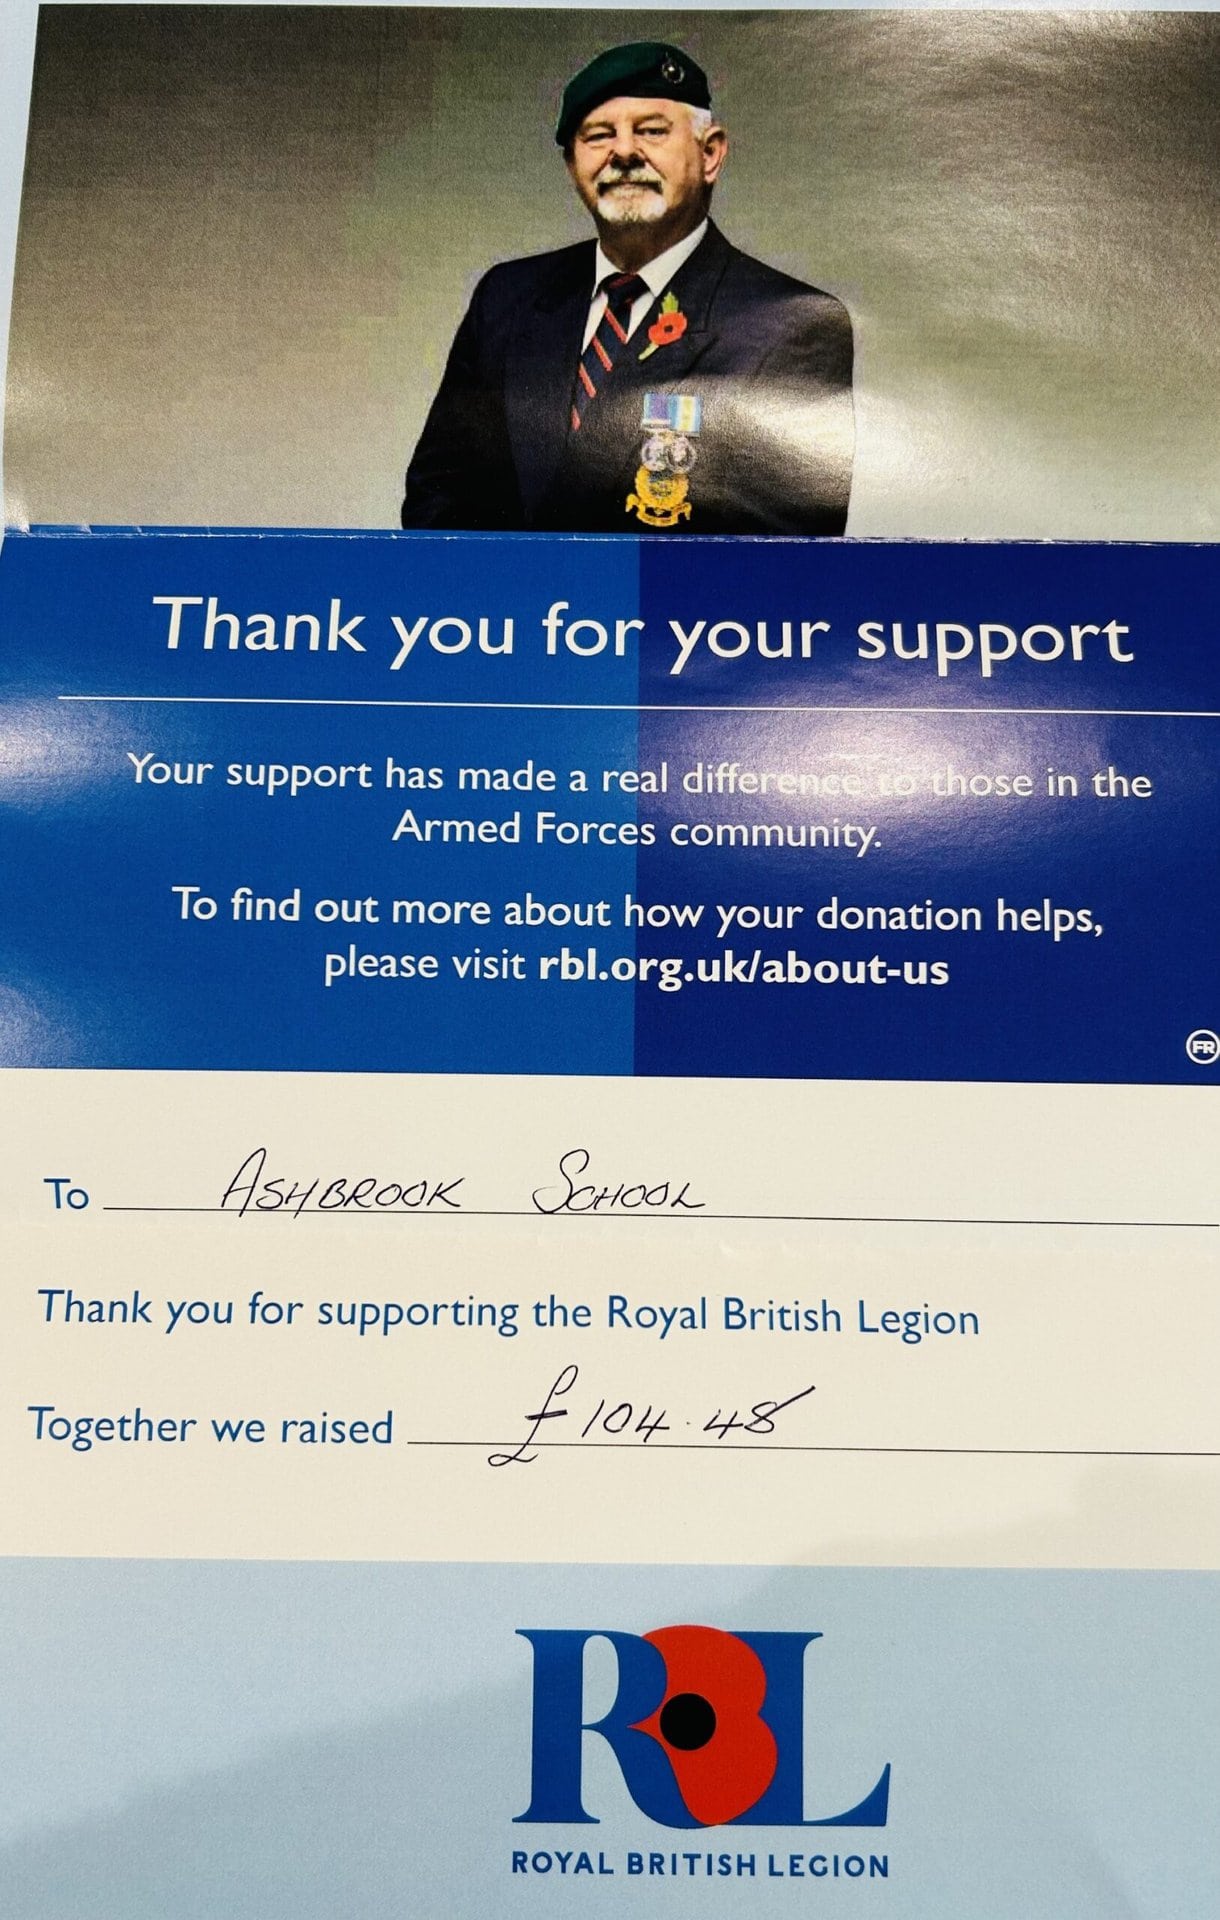 Thank you for your support
Your support has made a real difference to those in the
Armed Forces community.
To find out more about how your donation helps,
please visit rbl.org.uk/about-us
FR
To ASHBROOK SCHOOL
Thank you for supporting the Royal British Legion
Together we raised £104.48
RBL
ROYAL BRITISH LEGION